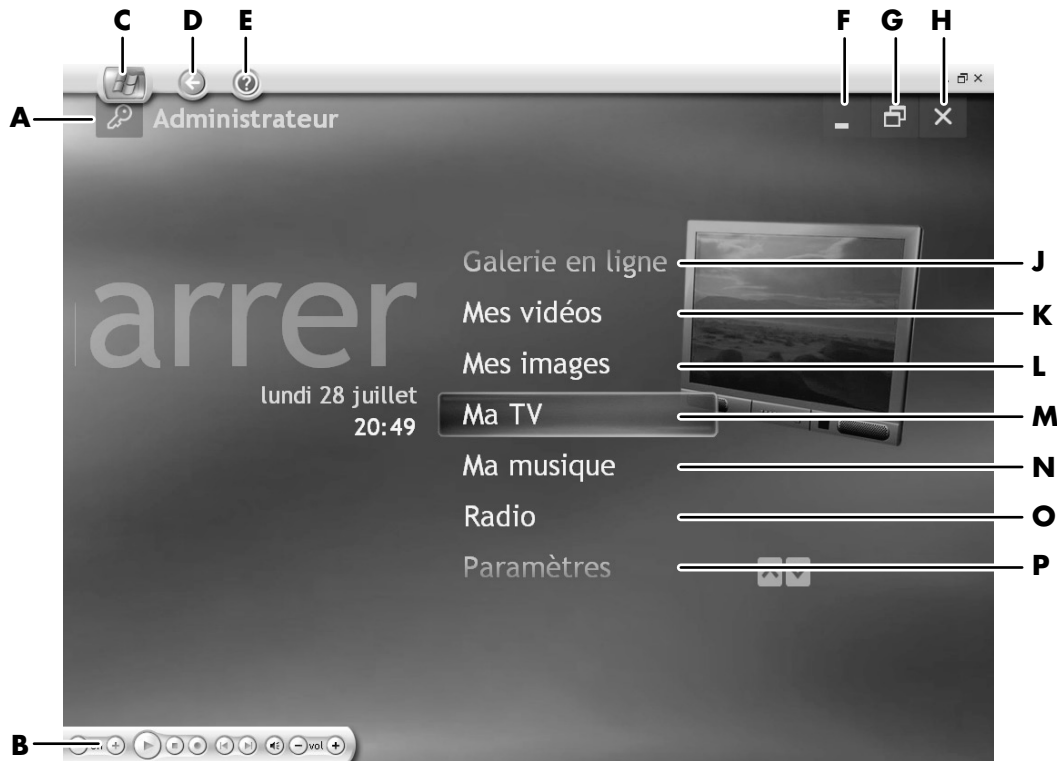 C D E F G H
A Administrateur
Galerie en ligne J
Mes vidéos K
arrer
Mes images L
lundi 28 juillet
Ma TV M
20:49
Ma musique N
Radio O
Paramètres P
B vol